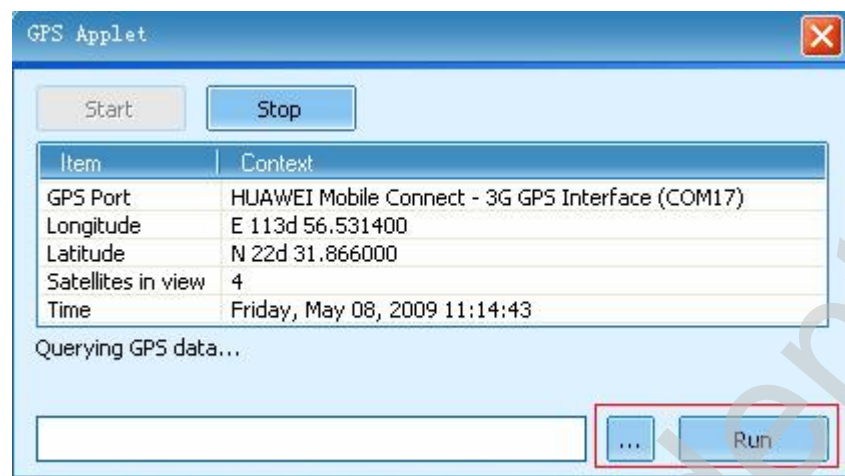 GPS Applet
Start Stop
Item Context
GPS Port HUAWEI Mobile Connect - 3G GPS Interface (COM17)
Longitude E 113d 56.531400
Latitude N 22d 31.866000
Satellites in view 4
Time Friday, May 08, 2009 11:14:43
Querying GPS data...
... Run